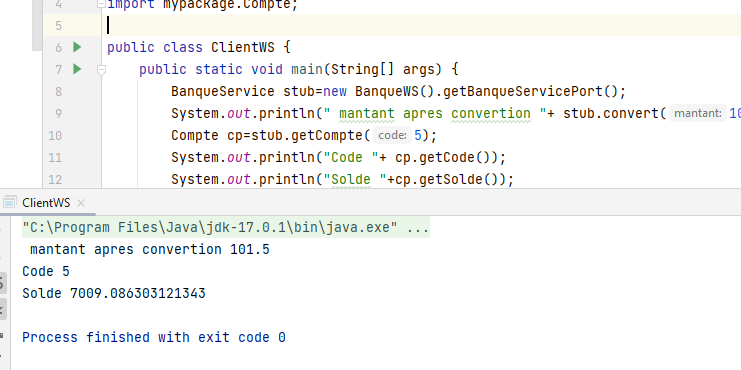 4 import mypackage.Compte;
5
6 public class ClientWS {
7 public static void main(String[] args) {
8 BanqueService stub=new BanqueWS().getBanqueServicePort();
9 System.out.println(" mantant apres convertion "+ stub.convert( mantant: 10
10 Compte cp=stub.getCompte( code: 5);
11 System.out.println("Code "+ cp.getCode());
12 System.out.println("Solde "+cp.getSolde());
ClientWS ×
"C:\Program Files\Java\jdk-17.0.1\bin\java.exe" ...
mantant apres convertion 101.5
Code 5
Solde 7009.086303121343
Process finished with exit code 0